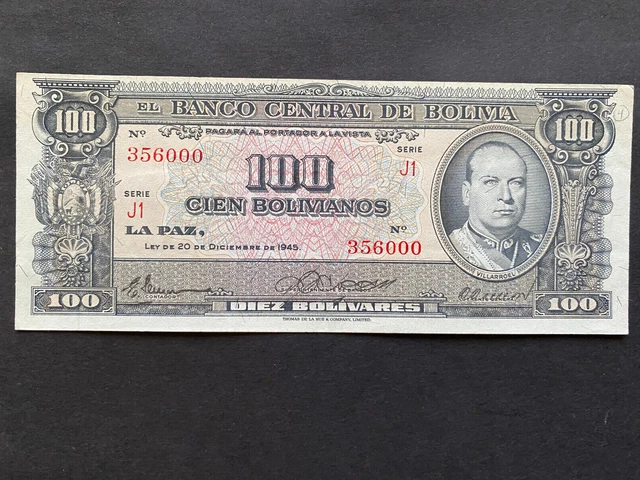 100 EL BANCO CENTRAL DE BOLIVIA 100
Nº PAGARÁ AL PORTADOR A LA VISTA
356000 SERIE
100 J1
SERIE
J1 CIEN BOLIVIANOS
LA PAZ, Nº
LEY DE 20 DE DICIEMBRE DE 1945. 356000
VILLARROEL
CONTADOR
100 DIEZ BOLIVARES 100
THOMAS DE LA RUE & COMPANY, LIMITED.